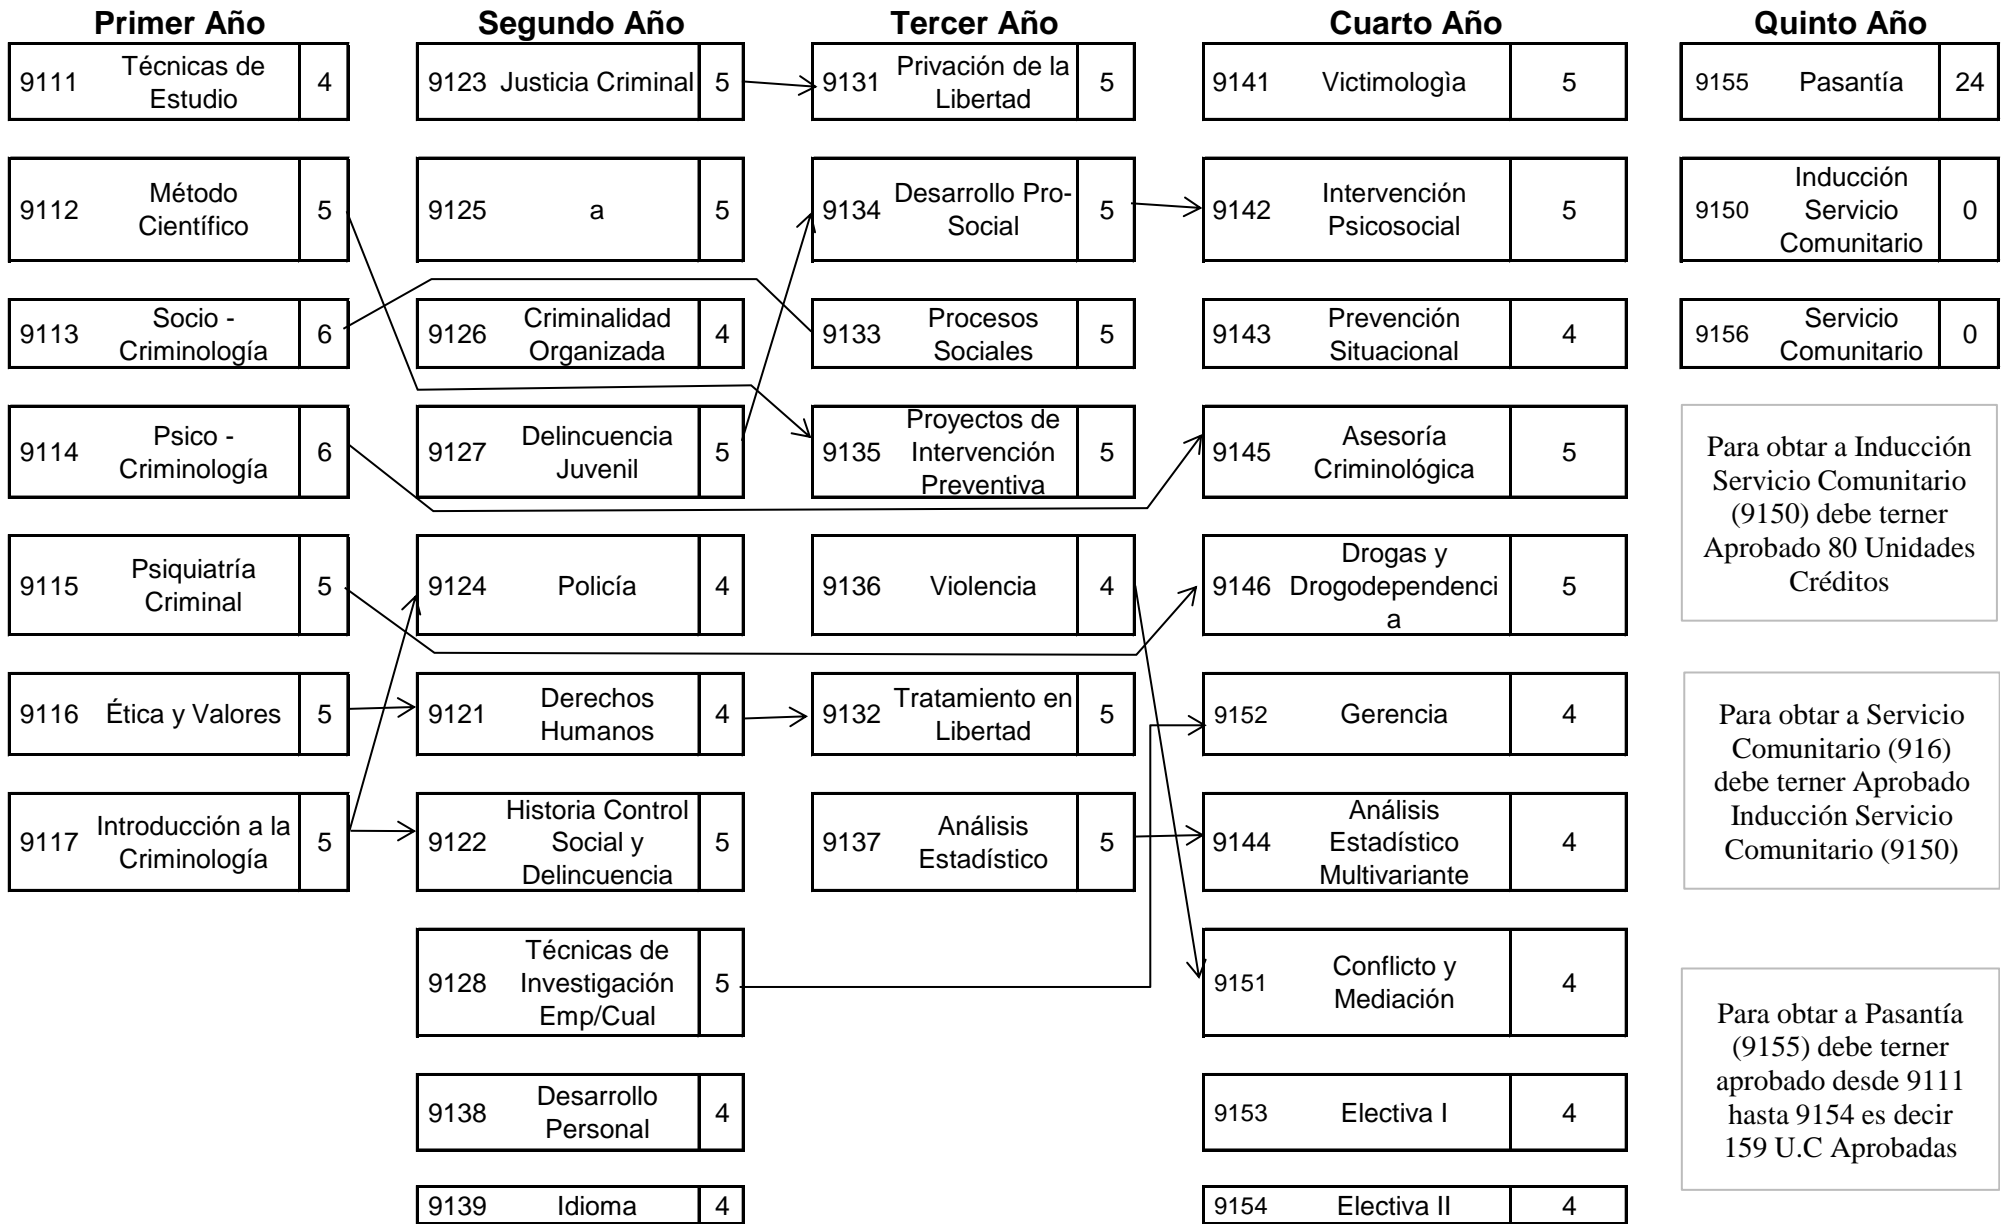 Primer Año
9111
Técnicas de
Estudio
4
9112
Método
Científico
5
9113
Socio -
Criminología
6
9114
Psico -
Criminología
6
9115
Psiquiatría
Criminal
5
9116 Ética y Valores 5
9117
Introducción a la
Criminología
5
Segundo Año
9123 Justicia Criminal 5
9125 a 5
9126
Criminalidad
Organizada
4
9127
Delincuencia
Juvenil
5
9124 Policía 4
9121
Derechos
Humanos
4
9122
Historia Control
Social y
Delincuencia
5
9128
Técnicas de
Investigación
Emp/Cual
5
9138
Desarrollo
Personal
4
9139 Idioma 4
Tercer Año
9131
Privación de la
Libertad
5
9134
Desarrollo Pro-
Social
5
9133
Procesos
Sociales
5
9135
Proyectos de
Intervención
Preventiva
5
9136 Violencia 4
9132
Tratamiento en
Libertad
5
9137
Análisis
Estadístico
5
Cuarto Año
9141 Victimologìa 5
9142
Intervención
Psicosocial
5
9143
Prevención
Situacional
4
9145
Asesoría
Criminológica
5
9146
Drogas y
Drogodependenci
a
5
9152 Gerencia 4
9144
Análisis
Estadístico
Multivariante
4
9151
Conflicto y
Mediación
4
9153 Electiva I 4
9154 Electiva II 4
Quinto Año
9155 Pasantía 24
9150
Inducción
Servicio
Comunitario
0
9156
Servicio
Comunitario
0
Para obtar a Inducción
Servicio Comunitario
(9150) debe terner
Aprobado 80 Unidades
Créditos
Para obtar a Servicio
Comunitario (916)
debe terner Aprobado
Inducción Servicio
Comunitario (9150)
Para obtar a Pasantía
(9155) debe terner
aprobado desde 9111
hasta 9154 es decir
159 U.C Aprobadas